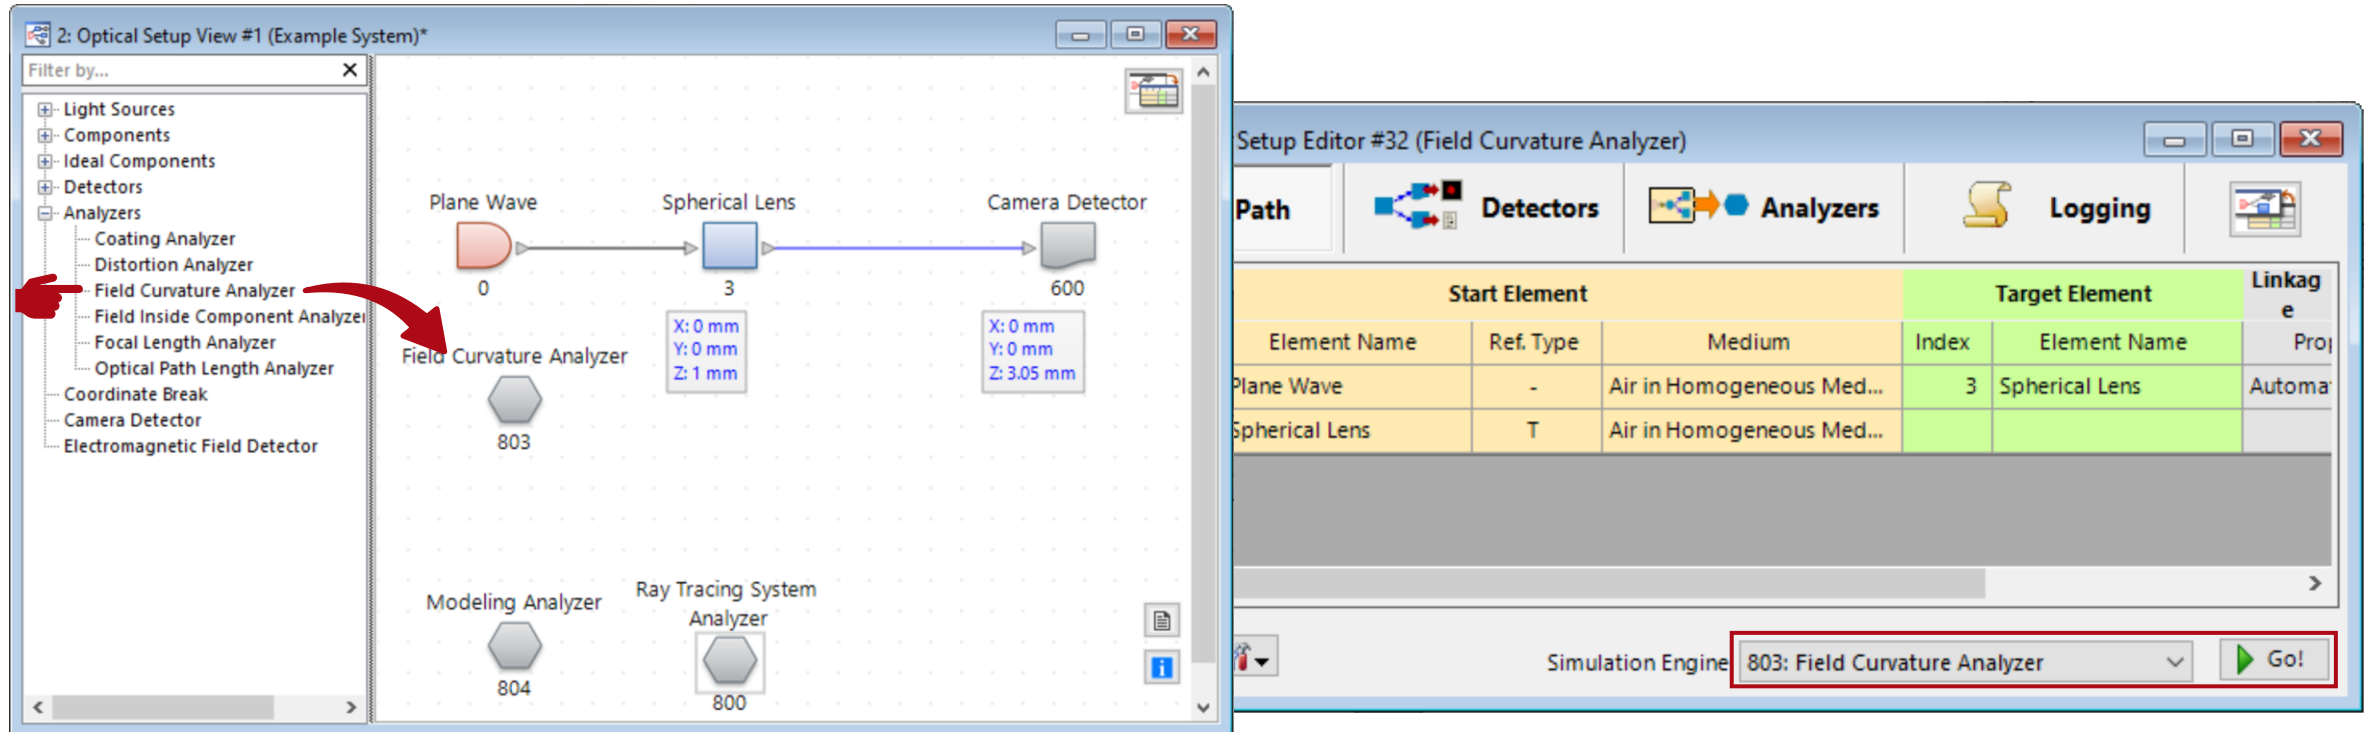 2: Optical Setup View #1 (Example System)*
Filter by...
Light Sources
Components
Ideal Components
Detectors
Analyzers
Coating Analyzer
Distortion Analyzer
Field Curvature Analyzer
Field Inside Component Analyzer
Focal Length Analyzer
Optical Path Length Analyzer
Coordinate Break
Camera Detector
Electromagnetic Field Detector
Plane Wave
0
Spherical Lens
3
X: 0 mm
Y: 0 mm
Z: 1 mm
Camera Detector
600
X: 0 mm
Y: 0 mm
Z: 3.05 mm
Field Curvature Analyzer
803
Modeling Analyzer
804
Ray Tracing System
Analyzer
800
Setup Editor #32 (Field Curvature Analyzer)
Path
Detectors
Analyzers
Logging
Start Element
Target Element
Linkag
e
Element Name
Ref. Type
Medium
Index
Element Name
Prop
Plane Wave
-
Air in Homogeneous Med...
3
Spherical Lens
Automat
Spherical Lens
T
Air in Homogeneous Med...
Simulation Engine
803: Field Curvature Analyzer
Go!